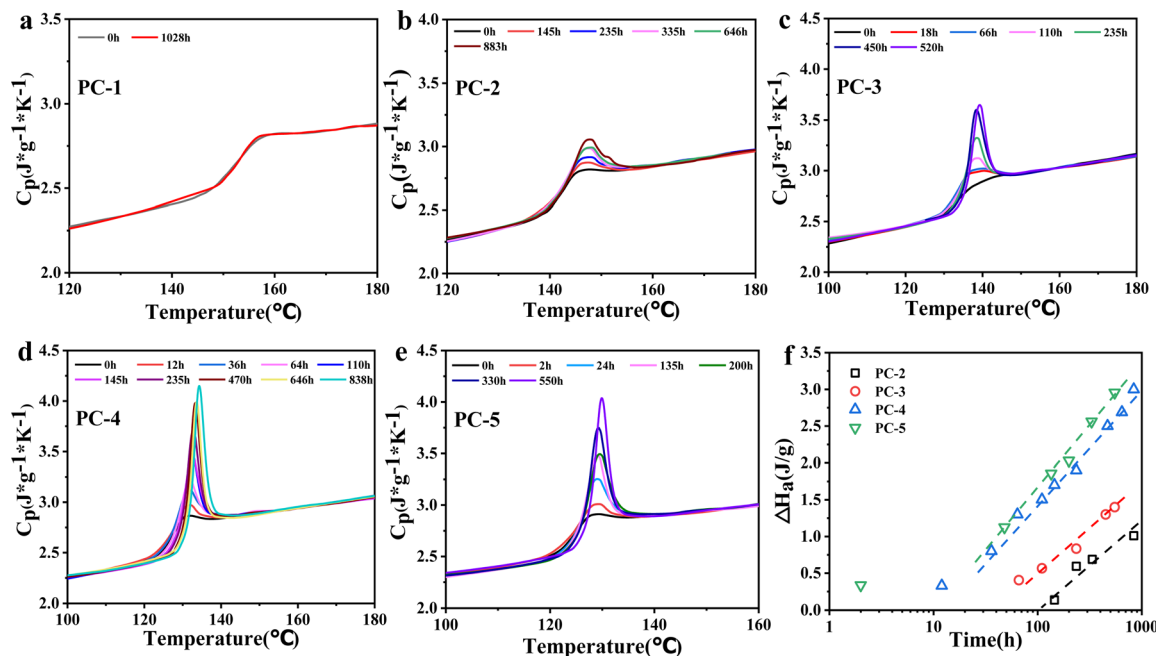 a
3.5
3.0
2.5
2.0
0h 1028h
PC-1
Cp(J*g-1*K-1)
120 140 160 180
Temperature(°C)
b
4.0
3.5
3.0
2.5
2.0
0h 145h 235h 335h 646h
883h
PC-2
Cp(J*g-1*K-1)
120 140 160 180
Temperature(°C)
c
4.5
4.0
3.5
3.0
2.5
2.0
0h 18h 66h 110h 235h
450h 520h
PC-3
Cp(J*g-1*K-1)
100 120 140 160 180
Temperature(°C)
d
4.5
4.0
3.5
3.0
2.5
2.0
0h 12h 36h 64h 110h
145h 235h 470h 646h 838h
PC-4
Cp(J*g-1*K-1)
100 120 140 160 180
Temperature(°C)
e
4.5
4.0
3.5
3.0
2.5
2.0
0h 2h 24h 135h 200h
330h 550h
PC-5
Cp(J*g-1*K-1)
100 120 140 160
Temperature(°C)
f
3.5
3.0
2.5
2.0
1.5
1.0
0.5
0.0
PC-2
PC-3
PC-4
PC-5
ΔHa(J/g)
1 10 100 1000
Time(h)